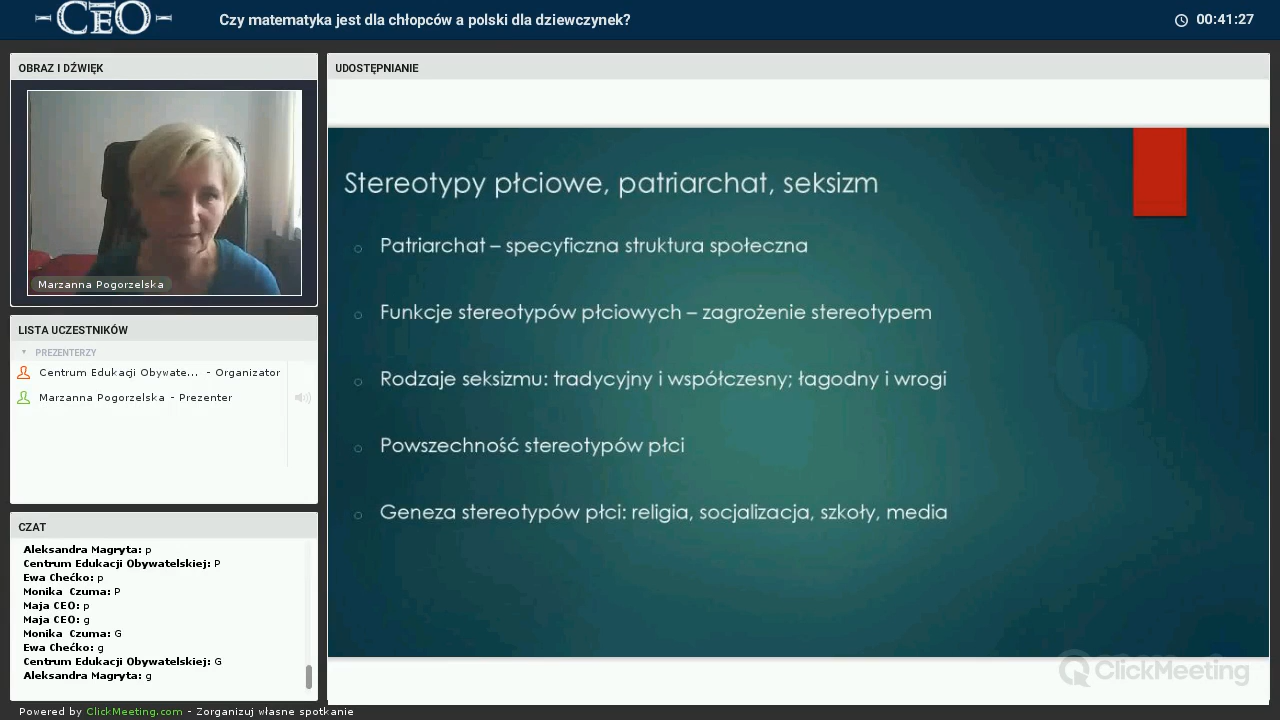 CEO
Czy matematyka jest dla chłopców a polski dla dziewczynek?
00:41:27
OBRAZ I DŹWIĘK
Marzanna Pogorzelska
LISTA UCZESTNIKÓW
PREZENTERZY
Centrum Edukacji Obywate... - Organizator
Marzanna Pogorzelska - Prezenter
CZAT
Aleksandra Magryta: p
Centrum Edukacji Obywatelskiej: P
Ewa Chećko: p
Monika Czuma: P
Maja CEO: p
Maja CEO: g
Monika Czuma: G
Ewa Chećko: g
Centrum Edukacji Obywatelskiej: G
Aleksandra Magryta: g
UDOSTĘPNIANIE
Stereotypy płciowe, patriarchat, seksizm
Patriarchat – specyficzna struktura społeczna
Funkcje stereotypów płciowych – zagrożenie stereotypem
Rodzaje seksizmu: tradycyjny i współczesny; łagodny i wrogi
Powszechność stereotypów płci
Geneza stereotypów płci: religia, socjalizacja, szkoły, media
ClickMeeting
Powered by ClickMeeting.com - Zorganizuj własne spotkanie